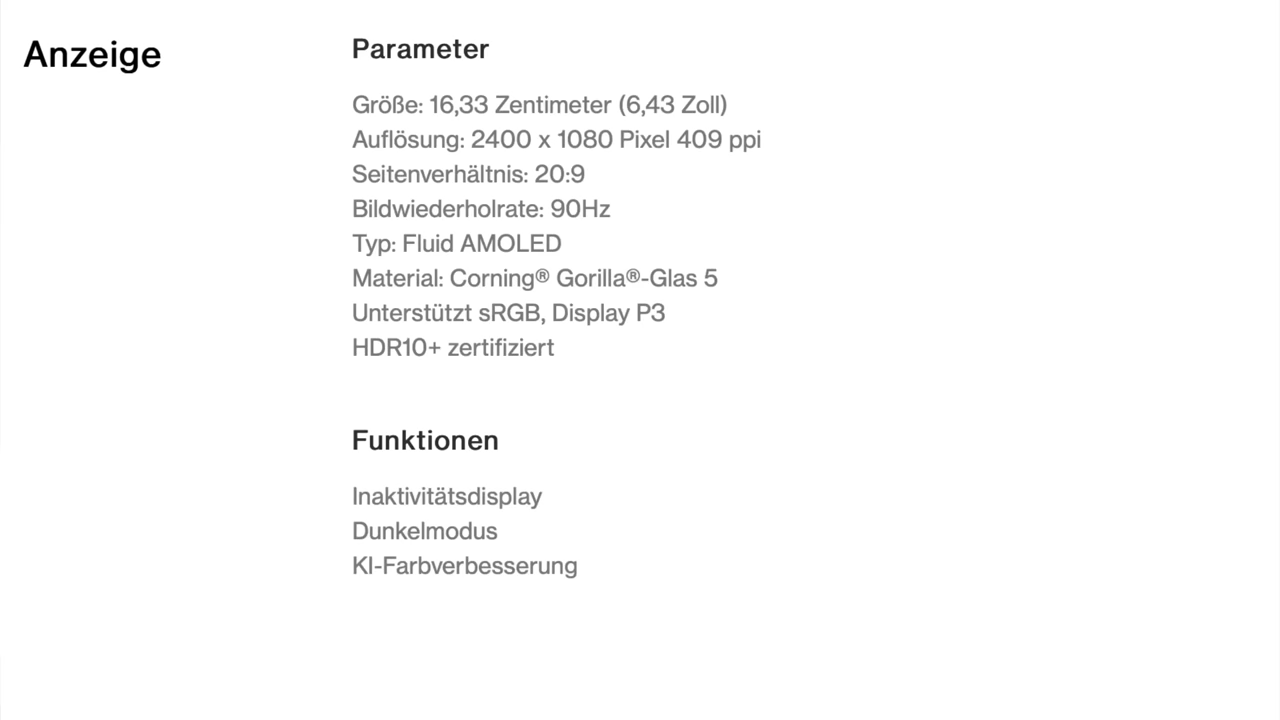 Anzeige
Parameter
Größe: 16,33 Zentimeter (6,43 Zoll)
Auflösung: 2400 x 1080 Pixel 409 ppi
Seitenverhältnis: 20:9
Bildwiederholrate: 90Hz
Typ: Fluid AMOLED
Material: Corning® Gorilla®-Glas 5
Unterstützt sRGB, Display P3
HDR10+ zertifiziert
Funktionen
Inaktivitätsdisplay
Dunkelmodus
KI-Farbverbesserung